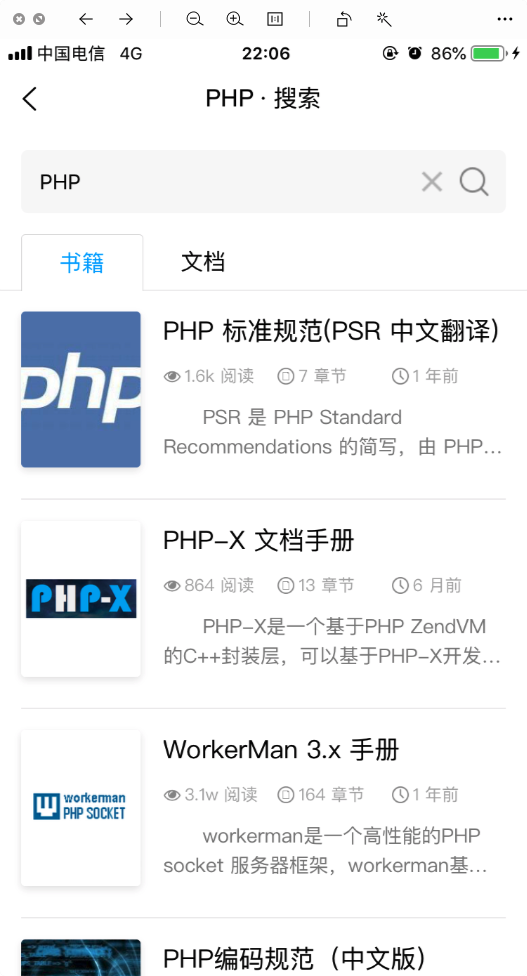 中国电信 4G 22:06 86%
PHP · 搜索
PHP
书籍 文档
php
PHP 标准规范(PSR 中文翻译)
1.6k 阅读 7 章节 1 年前
PSR 是 PHP Standard
Recommendations 的简写，由 PHP...
PHP-X
PHP-X 文档手册
864 阅读 13 章节 6 月前
PHP-X是一个基于PHP ZendVM
的C++封装层，可以基于PHP-X开发...
workerman
PHP SOCKET
WorkerMan 3.x 手册
3.1w 阅读 164 章节 1 年前
workerman是一个高性能的PHP
socket 服务器框架，workerman基...
PHP编码规范（中文版）